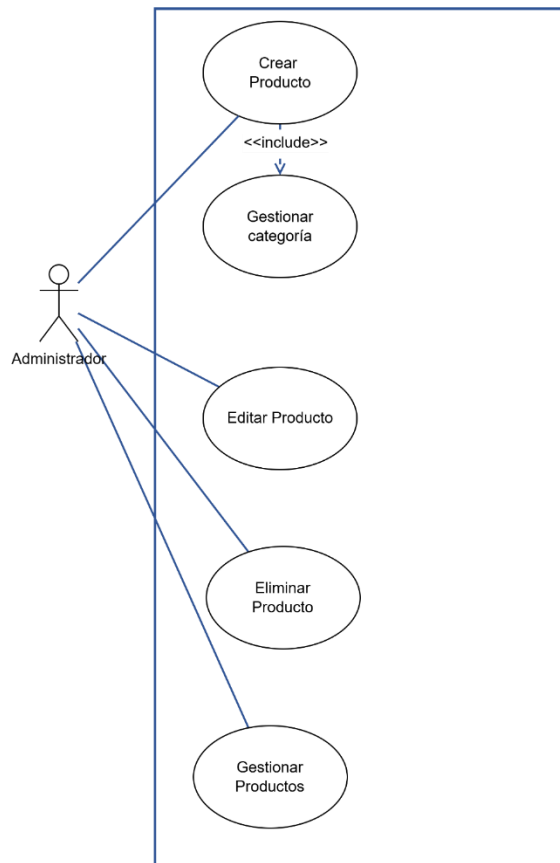 Crear
Producto
<<include>>
Gestionar
categoría
Administrador
Editar Producto
Eliminar
Producto
Gestionar
Productos